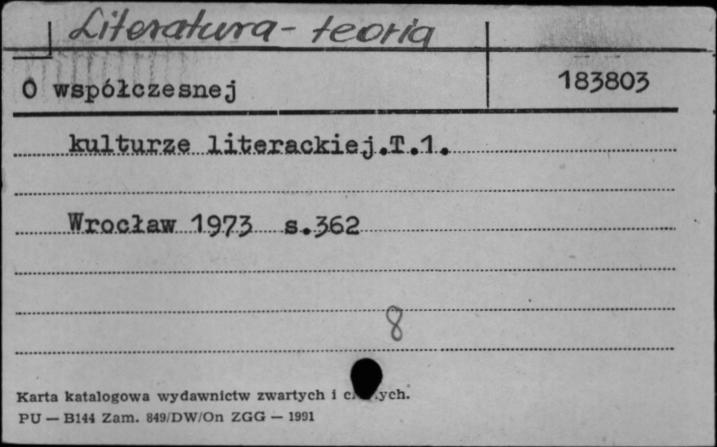 Literatura - teoria
O współczesnej 183803
kulturze literackiej.T.1.
Wrocław 1973 s.362
8
Karta katalogowa wydawnictw zwartych i
PU — B144 Zam. 849/DW/On ZGG — 1991